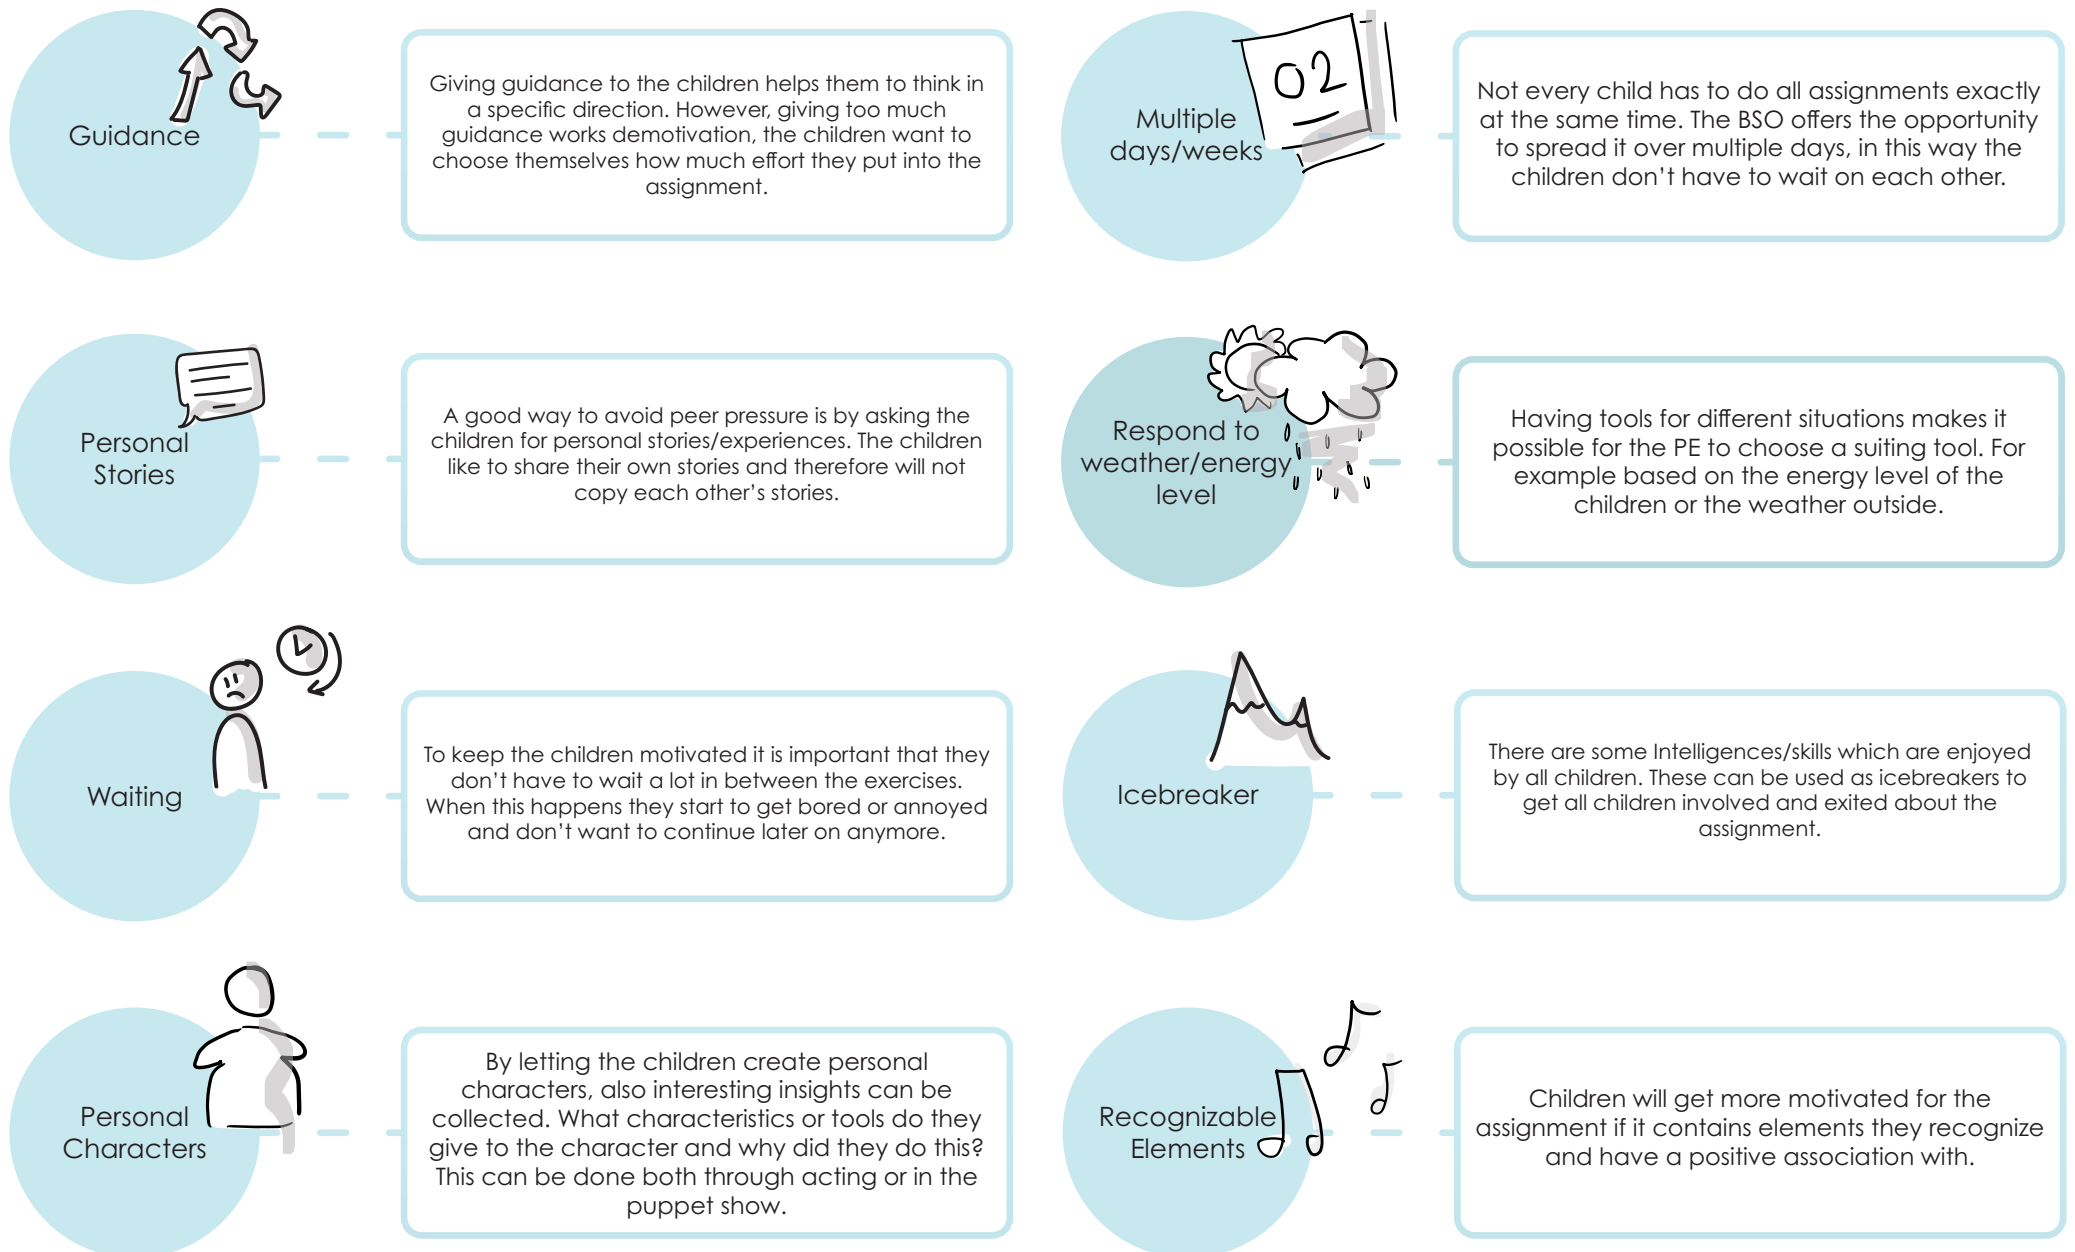 Guidance
Giving guidance to the children helps them to think in
a specific direction. However, giving too much
guidance works demotivation, the children want to
choose themselves how much effort they put into the
assignment.
Multiple
days/weeks
02
Not every child has to do all assignments exactly
at the same time. The BSO offers the opportunity
to spread it over multiple days, in this way the
children don't have to wait on each other.
Personal
Stories
A good way to avoid peer pressure is by asking the
children for personal stories/experiences. The children
like to share their own stories and therefore will not
copy each other's stories.
Respond to
weather/energy
level
Having tools for different situations makes it
possible for the PE to choose a suiting tool. For
example based on the energy level of the
children or the weather outside.
Waiting
To keep the children motivated it is important that they
don't have to wait a lot in between the exercises.
When this happens they start to get bored or annoyed
and don't want to continue later on anymore.
Icebreaker
There are some Intelligences/skills which are enjoyed
by all children. These can be used as icebreakers to
get all children involved and exited about the
assignment.
Personal
Characters
By letting the children create personal
characters, also interesting insights can be
collected. What characteristics or tools do they
give to the character and why did they do this?
This can be done both through acting or in the
puppet show.
Recognizable
Elements
Children will get more motivated for the
assignment if it contains elements they recognize
and have a positive association with.